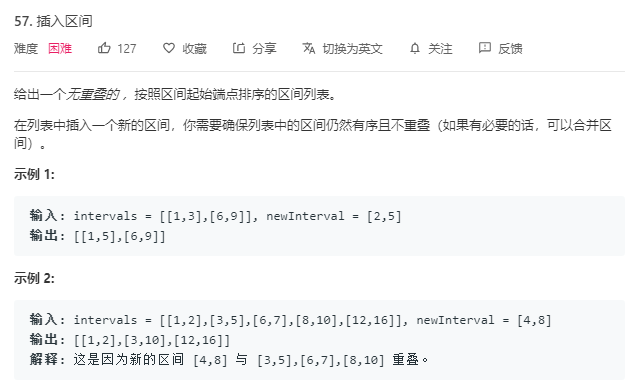 57. 插入区间
难度 困难 127 收藏 分享 切换为英文 关注 反馈
给出一个无重叠的 ，按照区间起始端点排序的区间列表。
在列表中插入一个新的区间，你需要确保列表中的区间仍然有序且不重叠（如果有必要的话，可以合并区
间）。
示例 1:
输入: intervals = [[1,3],[6,9]], newInterval = [2,5]
输出: [[1,5],[6,9]]
示例 2:
输入: intervals = [[1,2],[3,5],[6,7],[8,10],[12,16]], newInterval = [4,8]
输出: [[1,2],[3,10],[12,16]]
解释: 这是因为新的区间 [4,8] 与 [3,5],[6,7],[8,10] 重叠。